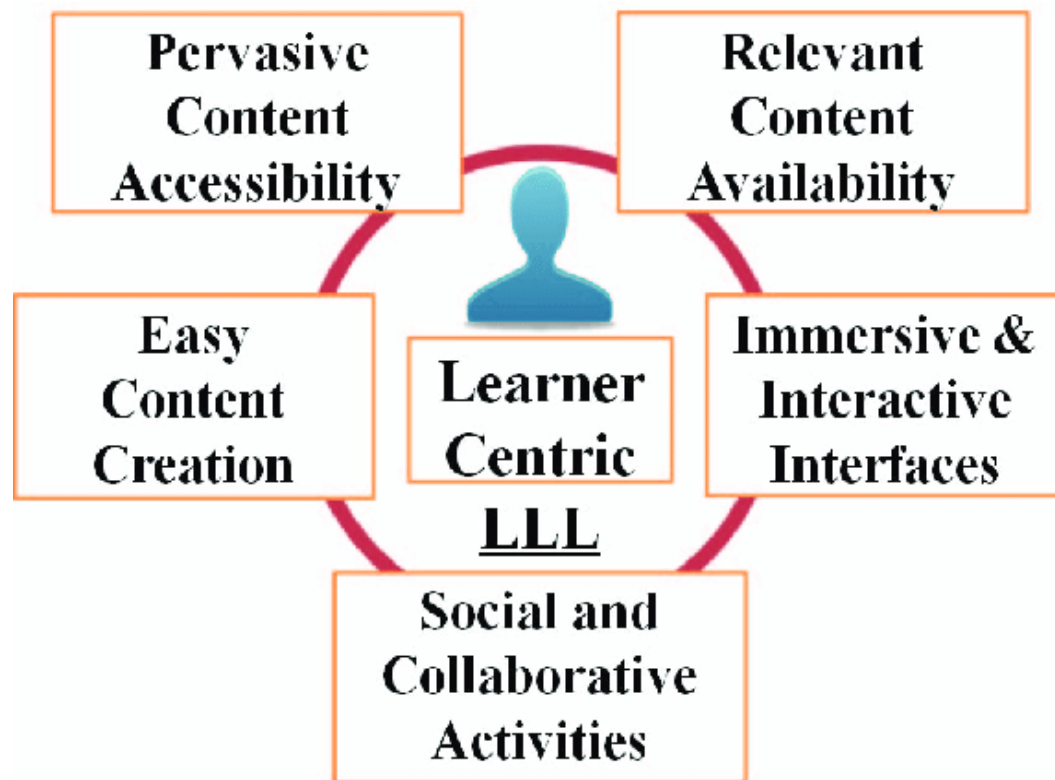 Pervasive
Content
Accessibility
Relevant
Content
Availability
Easy
Content
Creation
Learner
Centric
LLL
Immersive &
Interactive
Interfaces
Social and
Collaborative
Activities